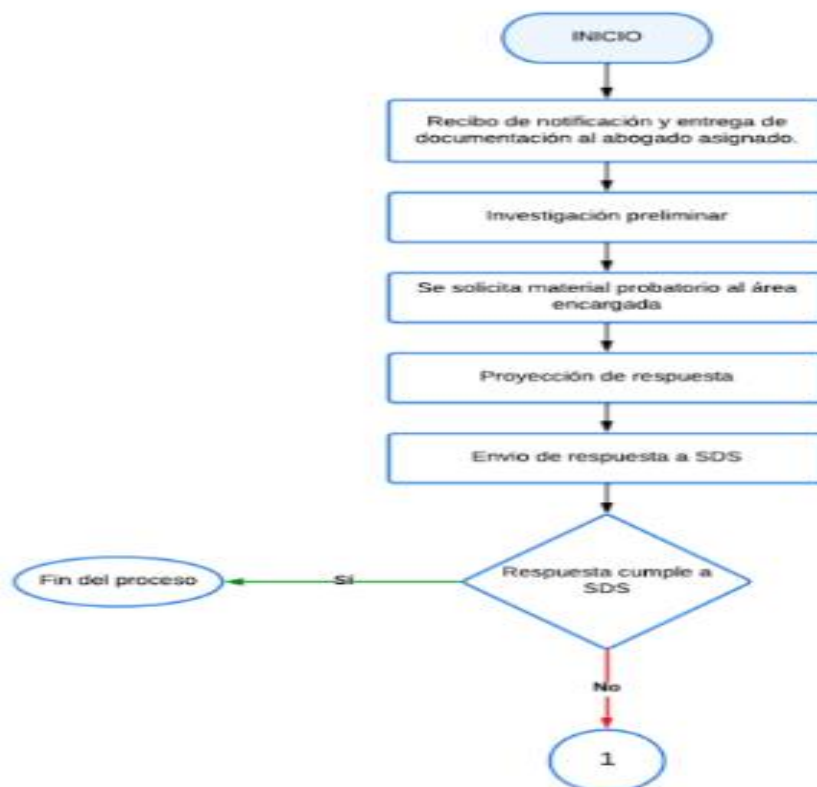 INICIO
Recibo de notificación y entrega de
documentación al abogado asignado.
Investigación preliminar
Se solicita material probatorio al área
encargada
Proyección de respuesta
Envio de respuesta a SDS
Respuesta cumple a
SDS
Sí
Fin del proceso
No
1